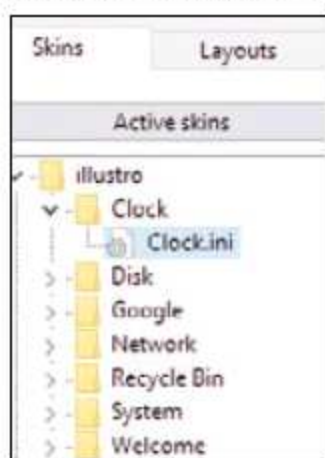 Skins Layouts
Active skins
illustro
Clock
Clock.ini
Disk
Google
Network
Recycle Bin
System
Welcome